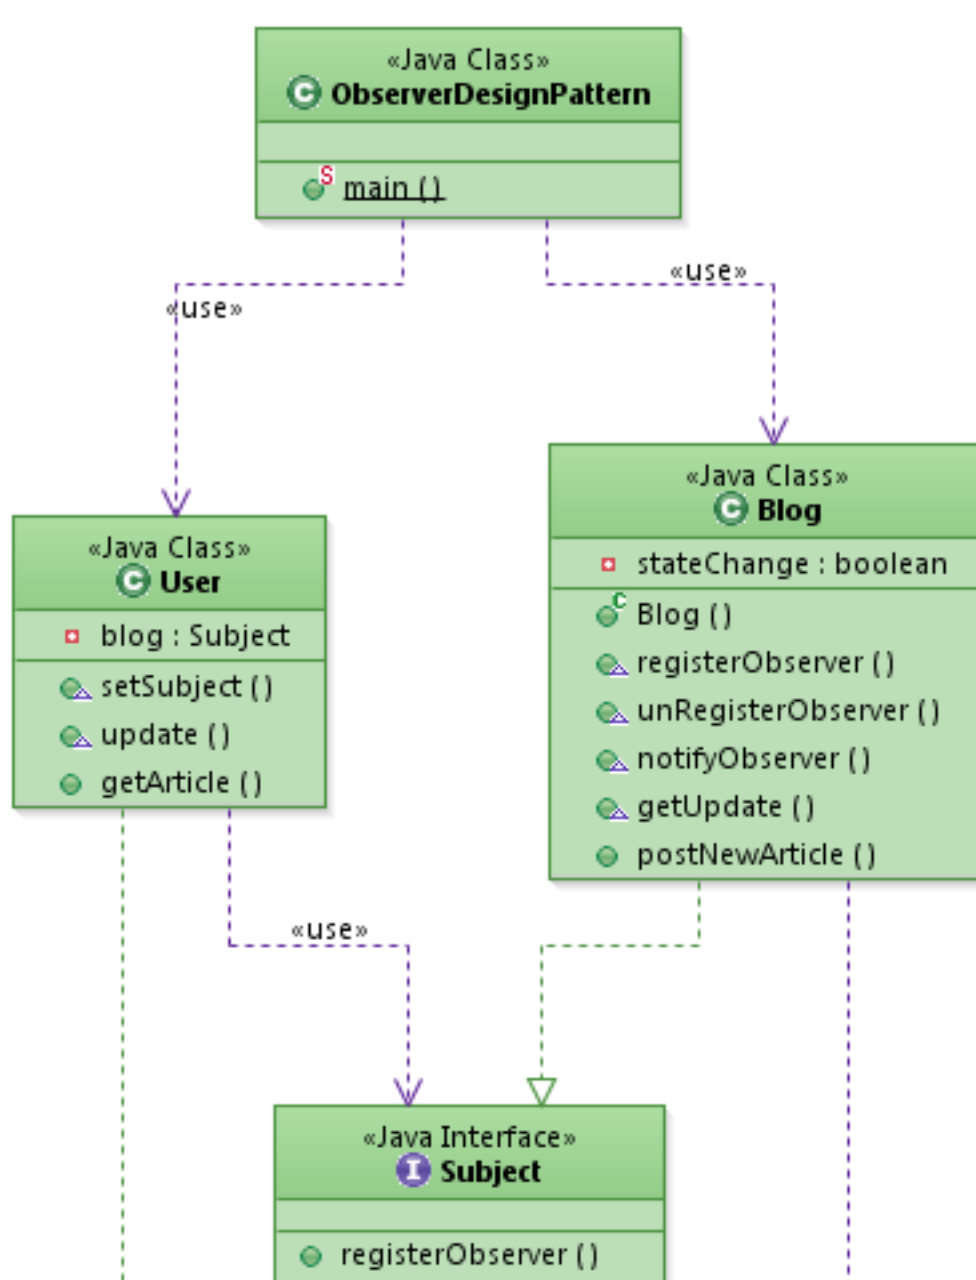 «Java Class»
ObserverDesignPattern
main ()
«use»
«use»
«Java Class»
User
blog : Subject
setSubject ()
update ()
getArticle ()
«Java Class»
Blog
stateChange : boolean
Blog ()
registerObserver ()
unRegisterObserver ()
notifyObserver ()
getUpdate ()
postNewArticle ()
«use»
«Java Interface»
Subject
registerObserver ()